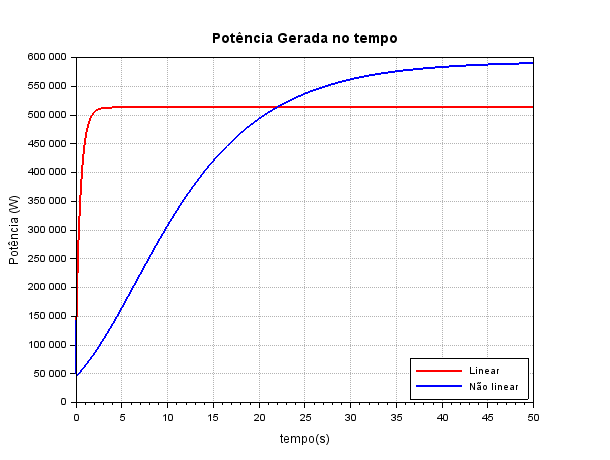 Potência Gerada no tempo
600 000
550 000
500 000
450 000
400 000
350 000
300 000
250 000
200 000
150 000
100 000
50 000
0
Potência (W)
0 5 10 15 20 25 30 35 40 45 50
tempo(s)
Linear
Não linear